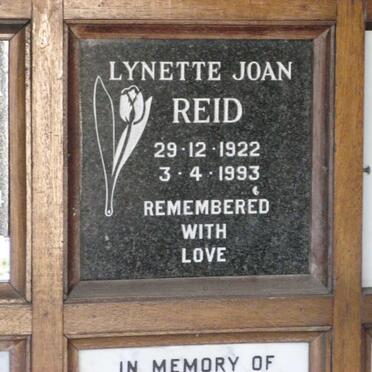 LYNETTE JOAN
REID
29·12·1922
3·4·1993
REMEMBERED
WITH
LOVE
IN MEMORY OF